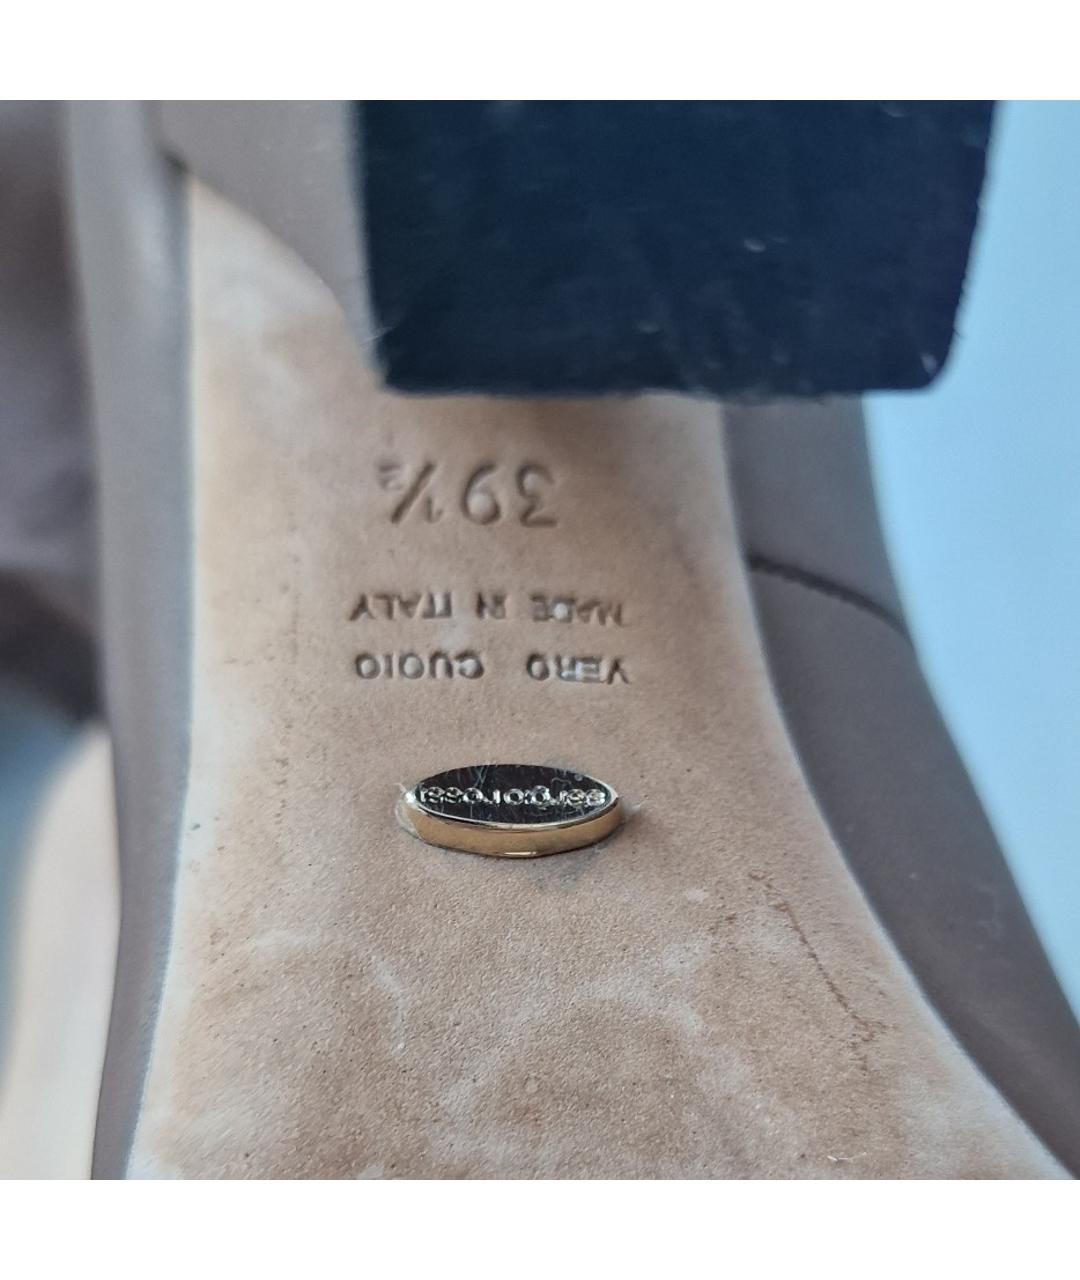 sergio rossi
VERO CUOIO
MADE IN ITALY
39½